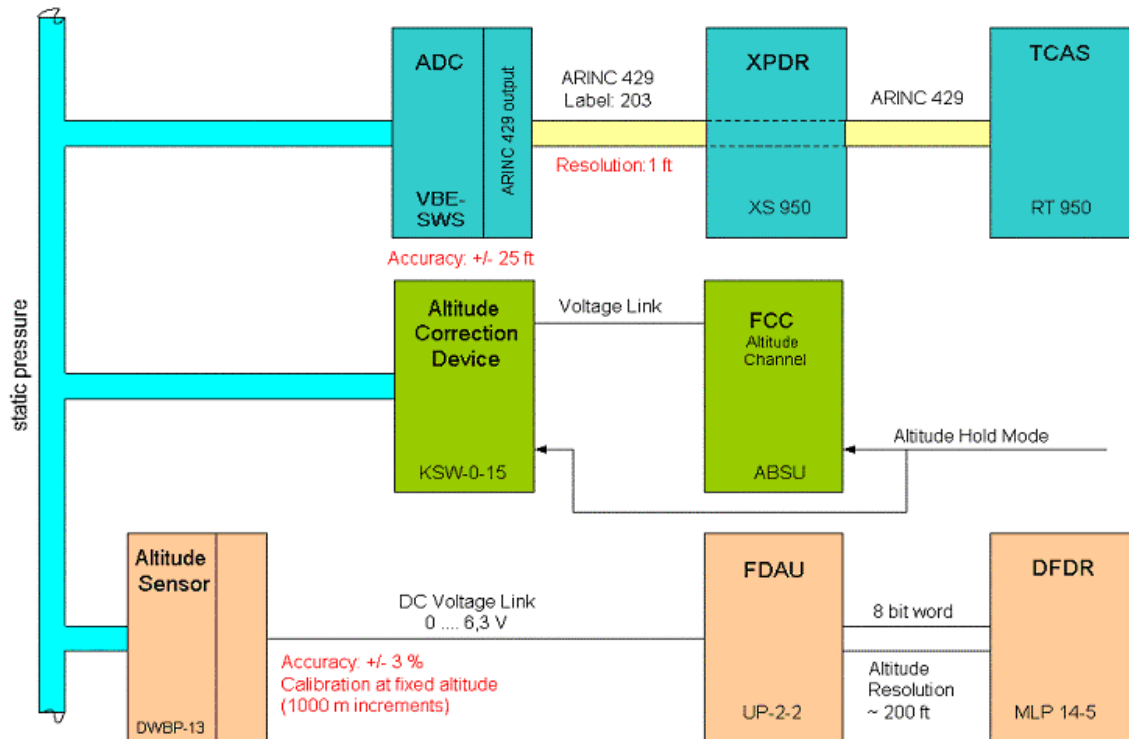 static pressure
ADC
VBE-
SWS
ARINC 429 output
Accuracy: +/- 25 ft
ARINC 429
Label: 203
Resolution: 1 ft
XPDR
XS 950
ARINC 429
TCAS
RT 950
Altitude
Correction
Device
KSW-0-15
Voltage Link
FCC
Altitude
Channel
ABSU
Altitude Hold Mode
Altitude
Sensor
DWBP-13
DC Voltage Link
0 .... 6,3 V
Accuracy: +/- 3 %
Calibration at fixed altitude
(1000 m increments)
FDAU
UP-2-2
8 bit word
Altitude
Resolution
~ 200 ft
DFDR
MLP 14-5